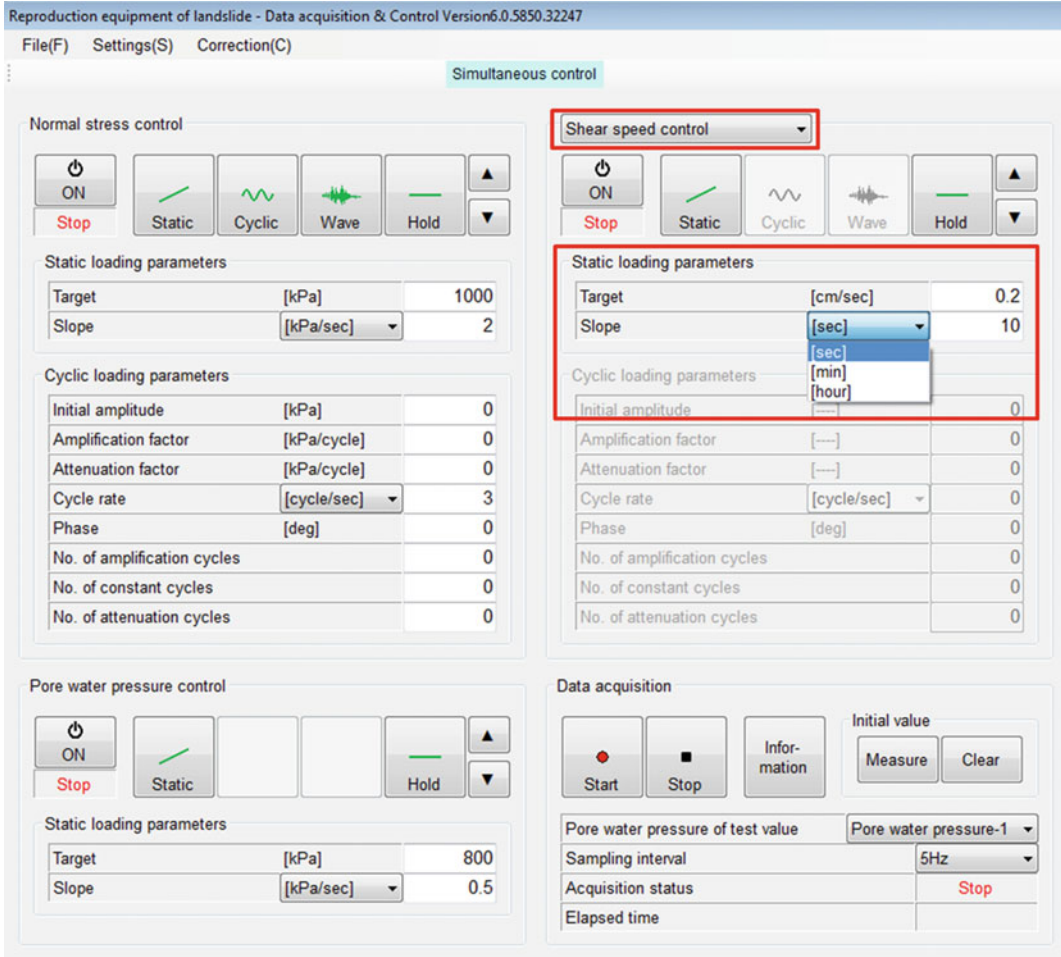 Reproduction equipment of landslide - Data acquisition & Control Version6.0.5850.32247
File(F) Settings(S) Correction(C)
Simultaneous control
Normal stress control
ON
Stop
Static
Cyclic
Wave
Hold
▲
▼
Static loading parameters
Target [kPa] 1000
Slope [kPa/sec] 2
Cyclic loading parameters
Initial amplitude [kPa] 0
Amplification factor [kPa/cycle] 0
Attenuation factor [kPa/cycle] 0
Cycle rate [cycle/sec] 3
Phase [deg] 0
No. of amplification cycles 0
No. of constant cycles 0
No. of attenuation cycles 0
Shear speed control
ON
Stop
Static
Cyclic
Wave
Hold
▲
▼
Static loading parameters
Target [cm/sec] 0.2
Slope [sec] 10
[sec]
[min]
[hour]
Cyclic loading parameters
Initial amplitude [----] 0
Amplification factor [----] 0
Attenuation factor [----] 0
Cycle rate [cycle/sec] 0
Phase [deg] 0
No. of amplification cycles 0
No. of constant cycles 0
No. of attenuation cycles 0
Pore water pressure control
ON
Stop
Static
Hold
▲
▼
Static loading parameters
Target [kPa] 800
Slope [kPa/sec] 0.5
Data acquisition
Start
Stop
Infor-
mation
Initial value
Measure
Clear
Pore water pressure of test value Pore water pressure-1
Sampling interval 5Hz
Acquisition status Stop
Elapsed time